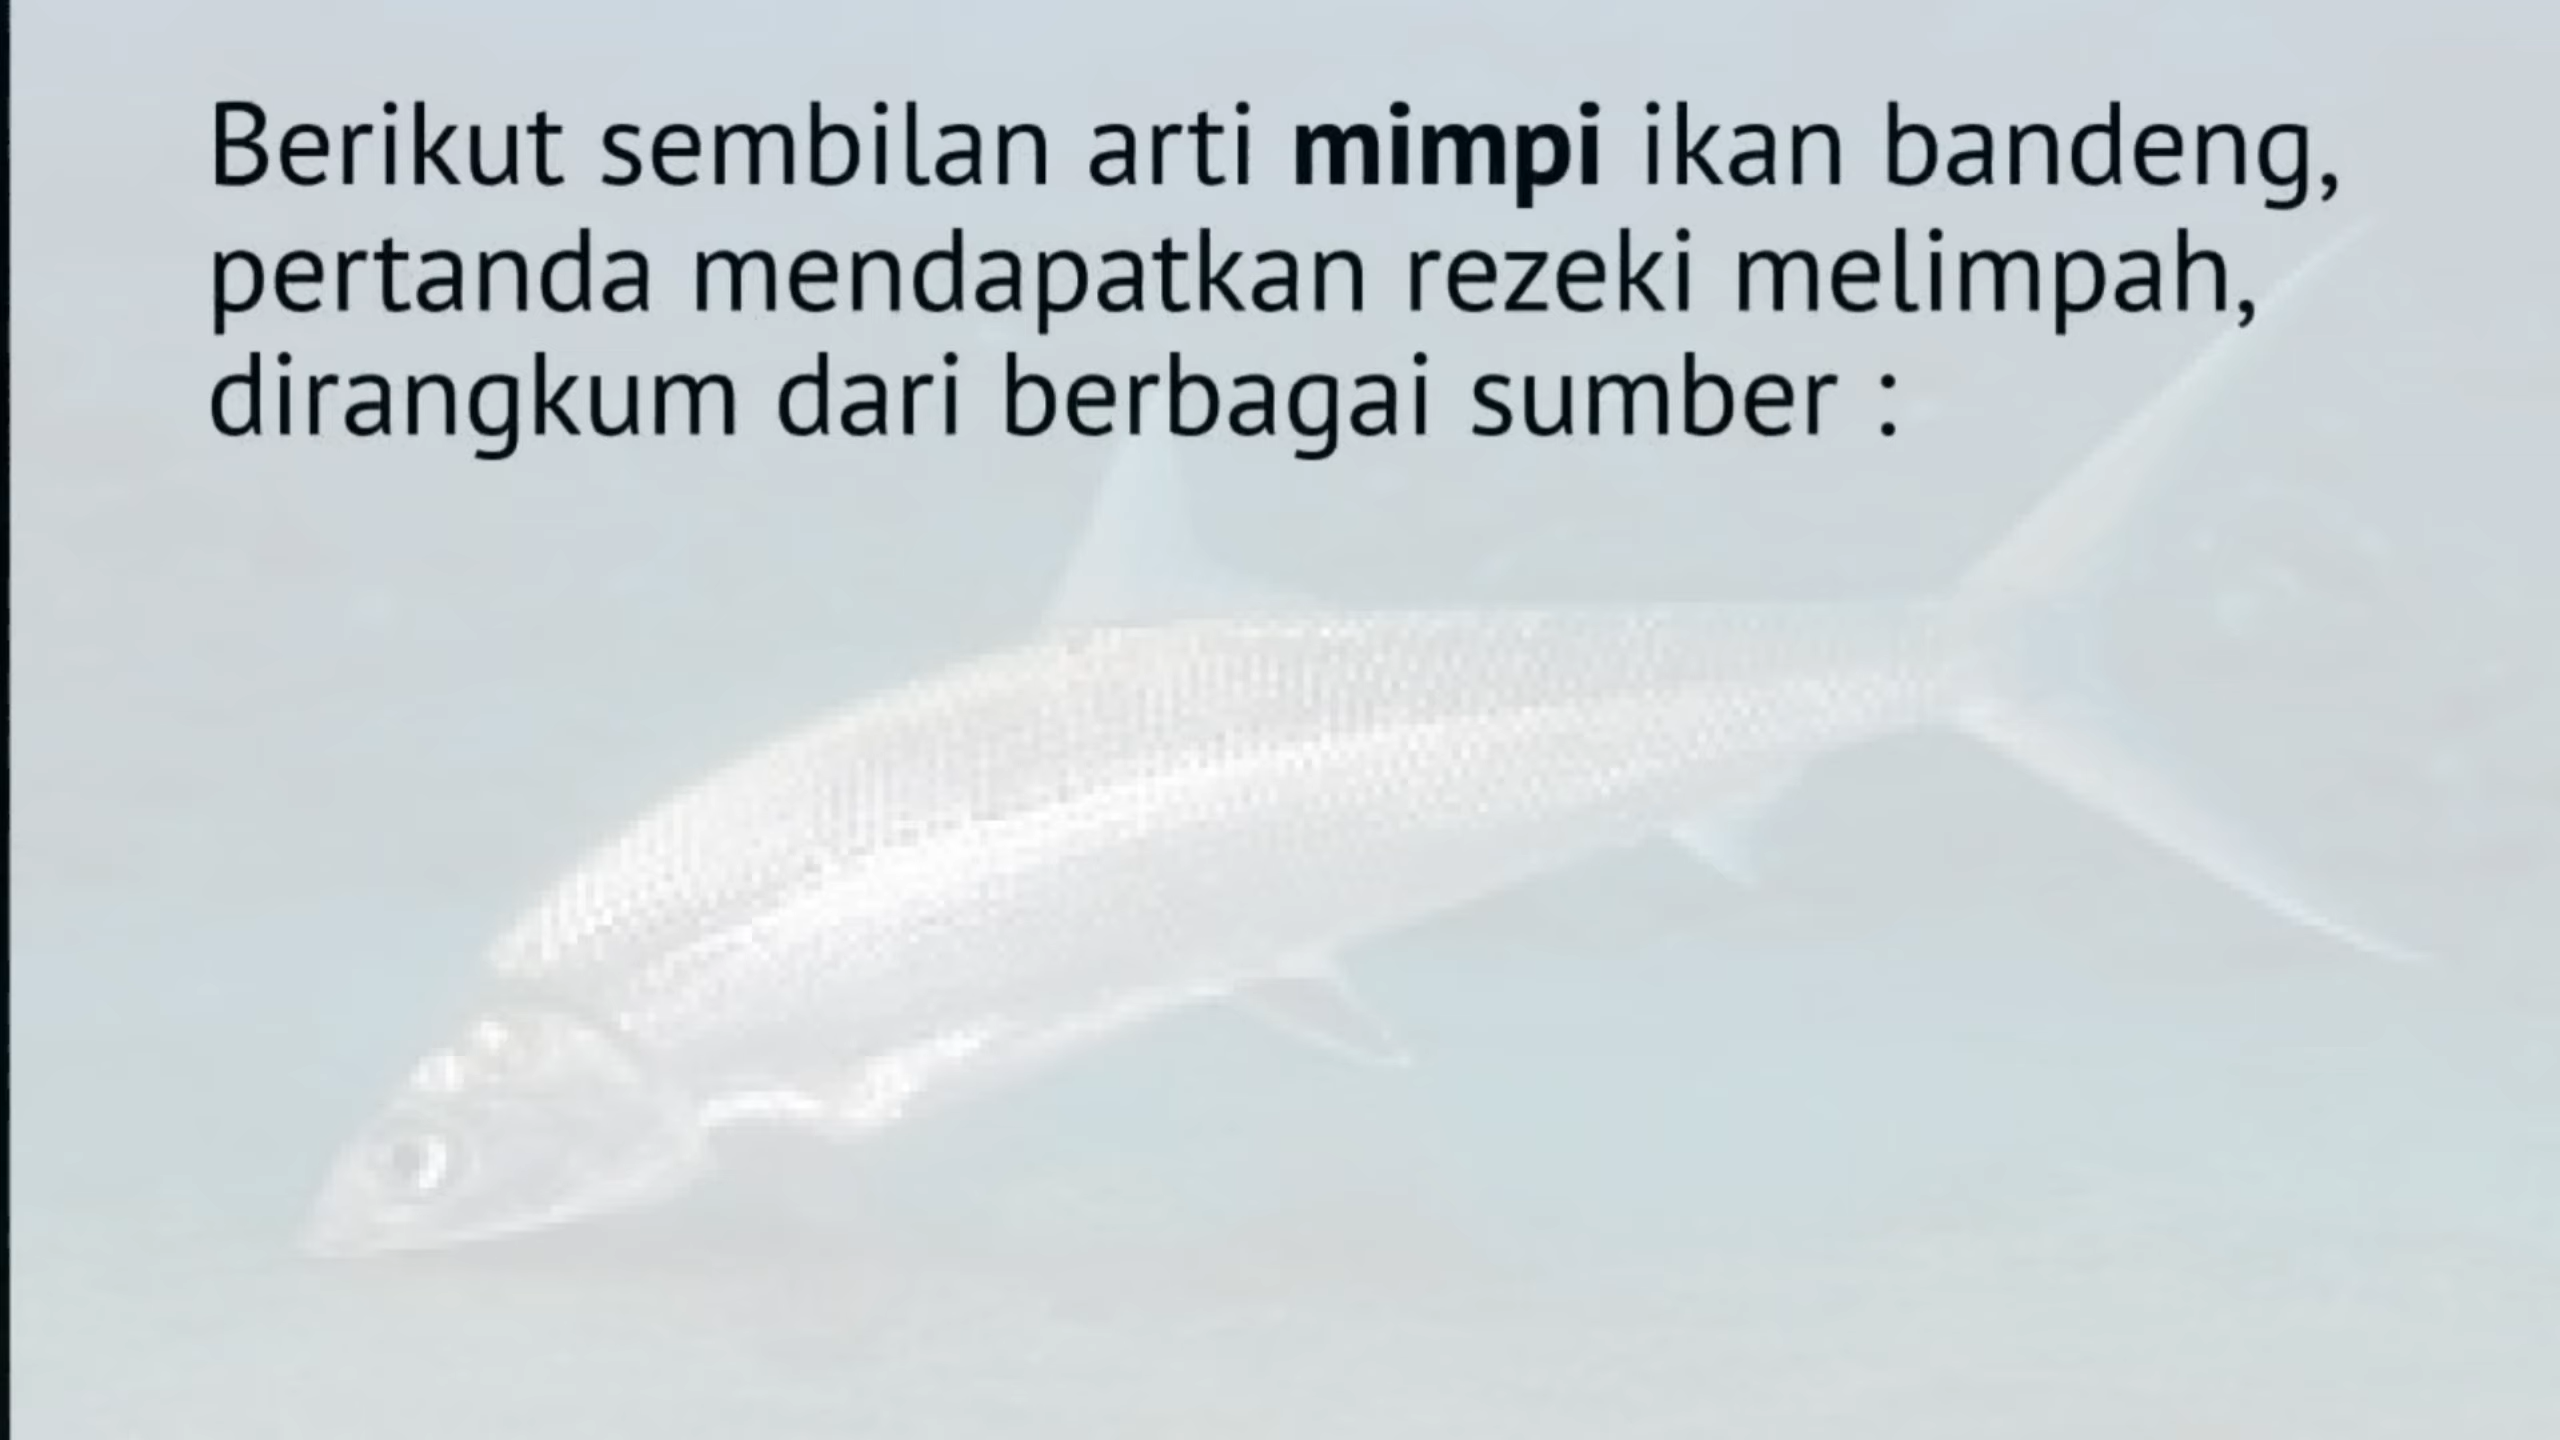 Berikut sembilan arti mimpi ikan bandeng,
pertanda mendapatkan rezeki melimpah,
dirangkum dari berbagai sumber :